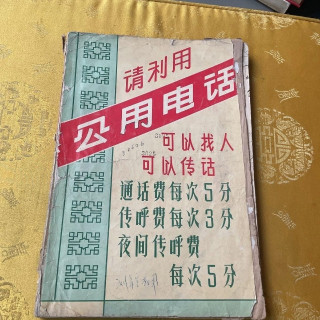 请利用
公用电话
可以找人
可以传话
通话费每次5分
传呼费每次3分
夜间传呼费
每次5分